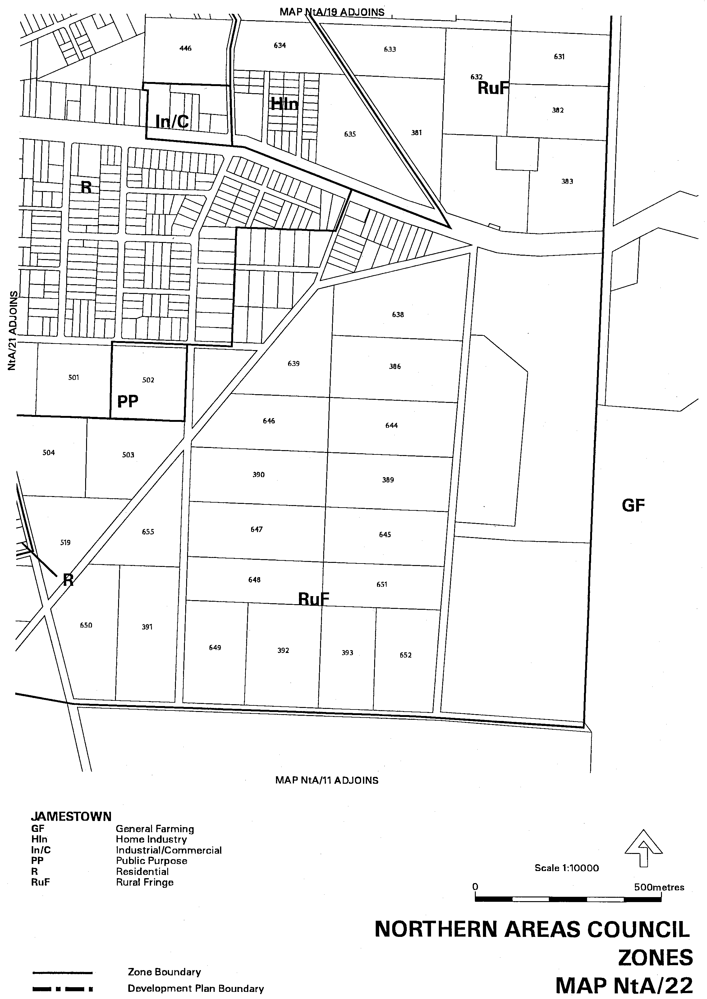 MAP NtA/19 ADJOINS
446
634
633
631
632
RuF
HIn
382
In/C
635
381
383
R
NtA/21 ADJOINS
638
639
386
501
502
PP
646
644
504
503
390
389
GF
647
655
645
519
R
648
651
RuF
650
391
649
392
393
652
MAP NtA/11 ADJOINS
JAMESTOWN
GF General Farming
HIn Home Industry
In/C Industrial/Commercial
PP Public Purpose
R Residential
RuF Rural Fringe
Scale 1:10000
0 500metres
NORTHERN AREAS COUNCIL
ZONES
MAP NtA/22
Zone Boundary
Development Plan Boundary